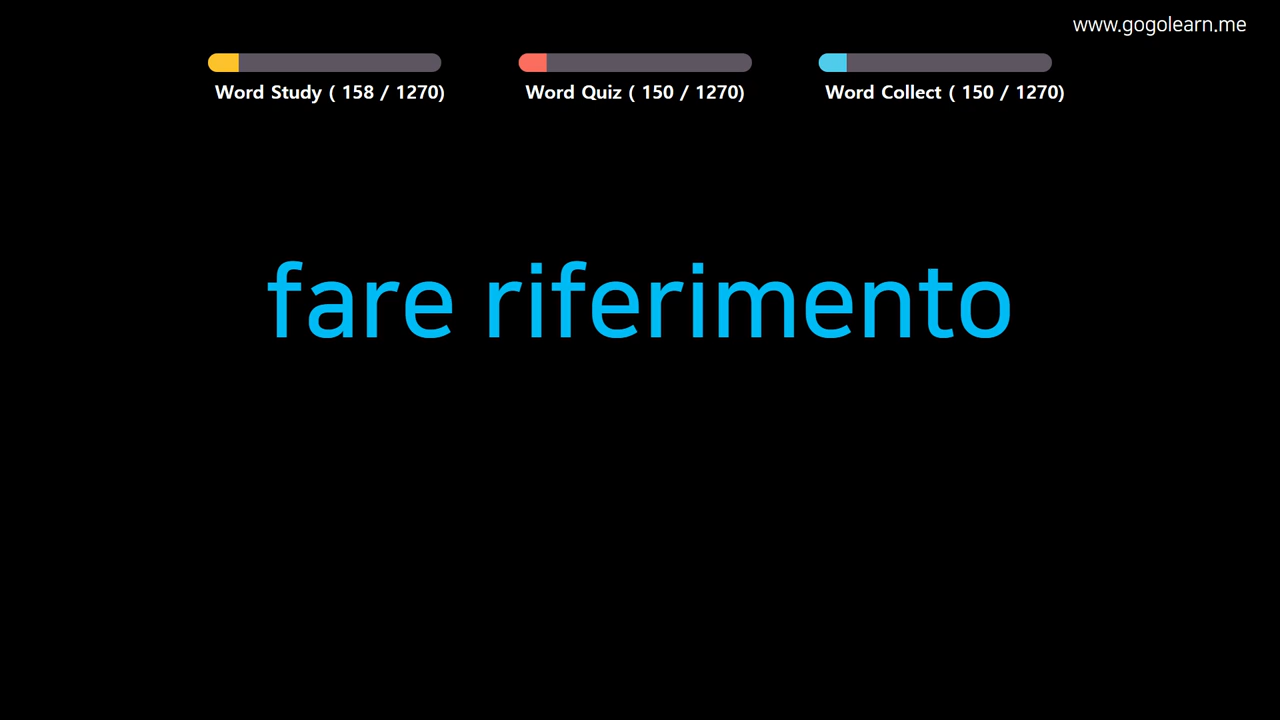 www.gogolearn.me
Word Study ( 158 / 1270)
Word Quiz ( 150 / 1270)
Word Collect ( 150 / 1270)
fare riferimento